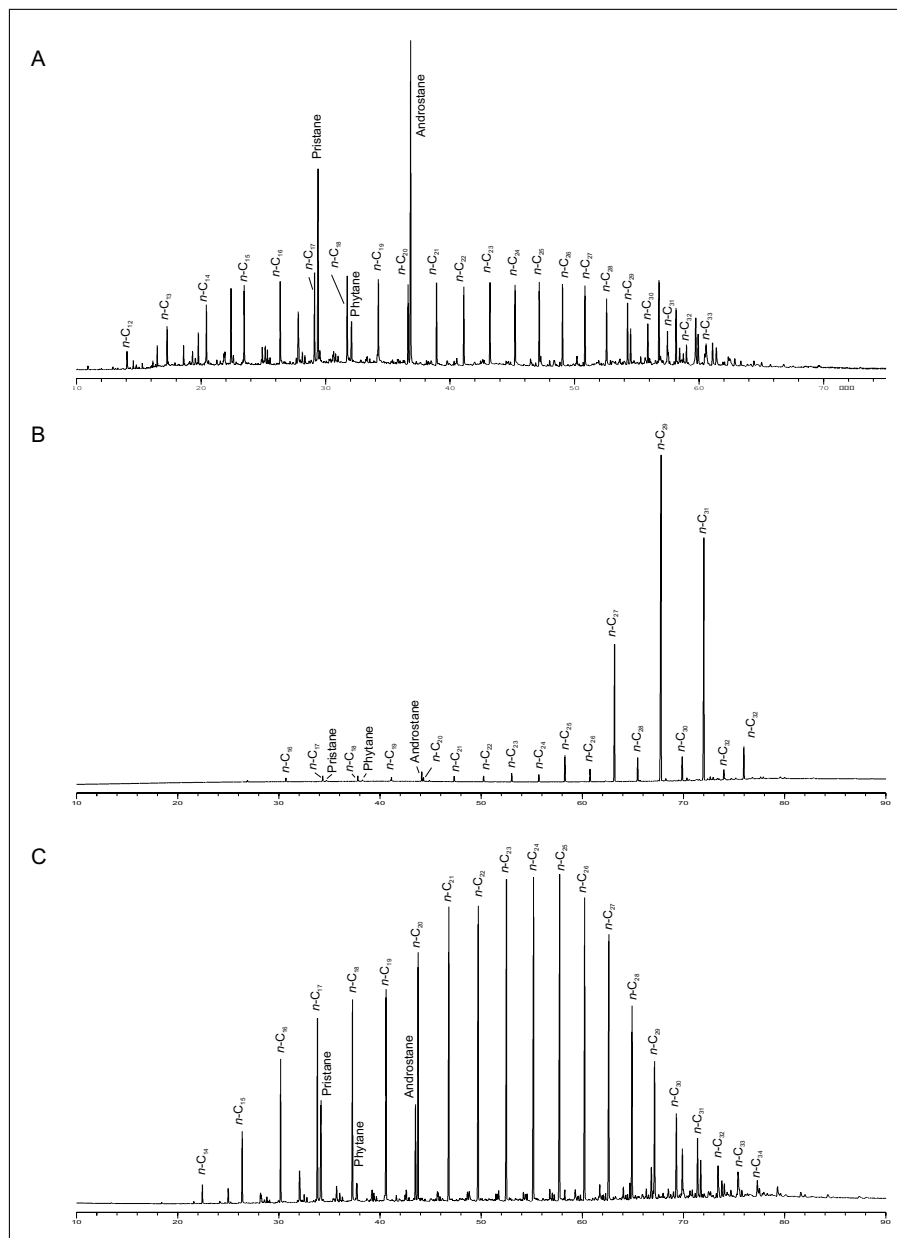 A
n-C₁₂
n-C₁₃
n-C₁₄
n-C₁₅
n-C₁₆
n-C₁₇
Pristane
n-C₁₈
Phytane
n-C₁₉
n-C₂₀
Androstane
n-C₂₁
n-C₂₂
n-C₂₃
n-C₂₄
n-C₂₅
n-C₂₆
n-C₂₇
n-C₂₈
n-C₂₉
n-C₃₀
n-C₃₁
n-C₃₂
n-C₃₃
10 20 30 40 50 60 70
B
n-C₁₆
n-C₁₇
Pristane
n-C₁₈
Phytane
n-C₁₉
Androstane
n-C₂₀
n-C₂₁
n-C₂₂
n-C₂₃
n-C₂₄
n-C₂₅
n-C₂₆
n-C₂₇
n-C₂₈
n-C₂₉
n-C₃₀
n-C₃₁
n-C₃₂
n-C₃₂
10 20 30 40 50 60 70 80 90
C
n-C₁₄
n-C₁₅
n-C₁₆
n-C₁₇
Pristane
n-C₁₈
Phytane
n-C₁₉
Androstane
n-C₂₀
n-C₂₁
n-C₂₂
n-C₂₃
n-C₂₄
n-C₂₅
n-C₂₆
n-C₂₇
n-C₂₈
n-C₂₉
n-C₃₀
n-C₃₁
n-C₃₂
n-C₃₃
n-C₃₄
10 20 30 40 50 60 70 80 90